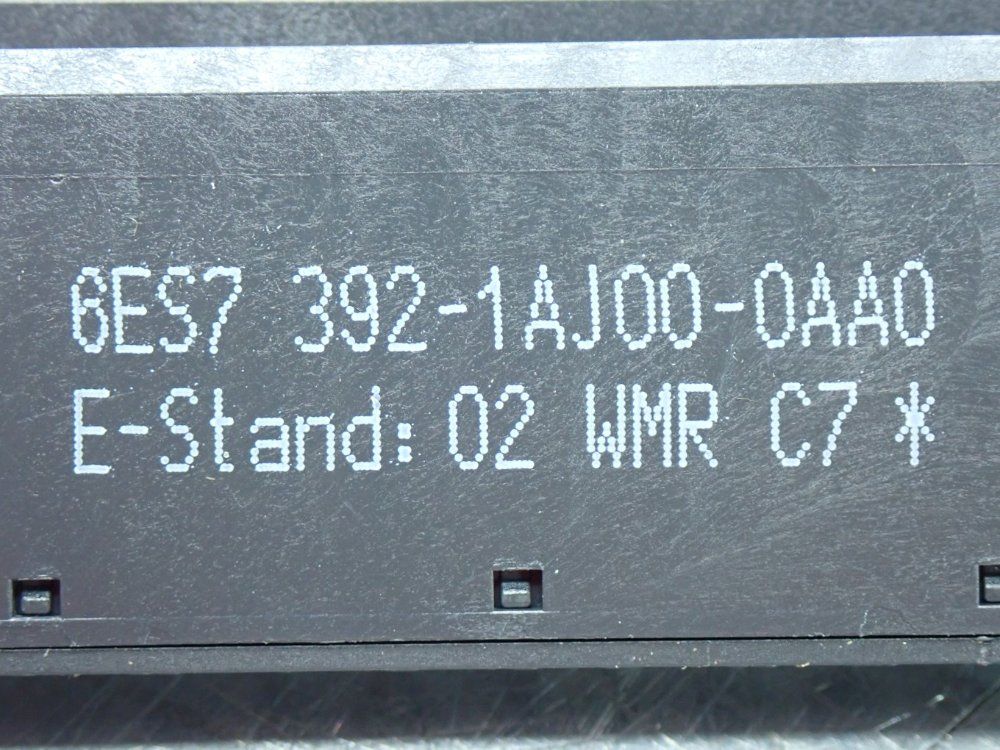 6ES7 392-1AJ00-0AA0
E-Stand: 02 WMR C7 *